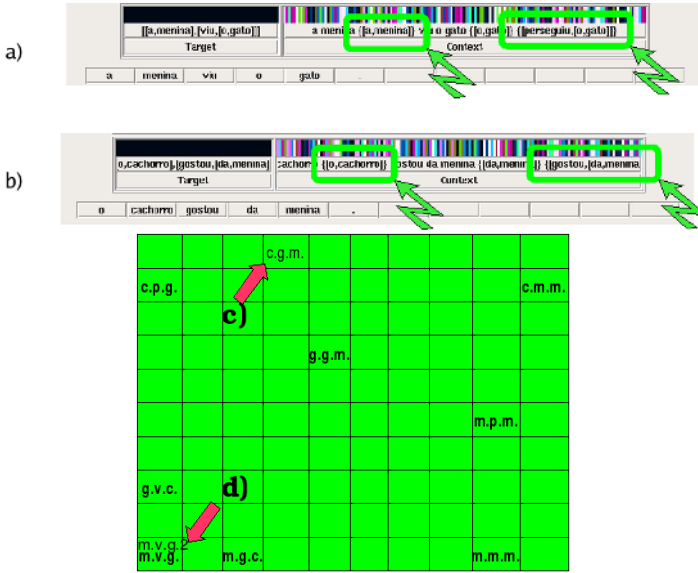 a)
[[a,menina],[viu,[o,gato]]]
a menina {[a,menina]} viu o gato {[o,gato]} {[perseguiu,[o,gato]]}
Target
Context
a menina viu o gato .
b)
o,cachorro],[gostou,[da,menina]
cachorro {[o,cachorro]} gostou da menina {[da,menina]} {[gostou,[da,menina
Target
Context
o cachorro gostou da menina .
c.g.m.
c.p.g.
c.m.m.
c)
g.g.m.
m.p.m.
g.v.c.
d)
m.v.g.2
m.v.g.
m.g.c.
m.m.m.